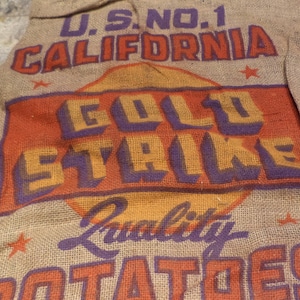 U.S. NO. 1
CALIFORNIA
GOLD
STRIKE
Quality
POTATOES